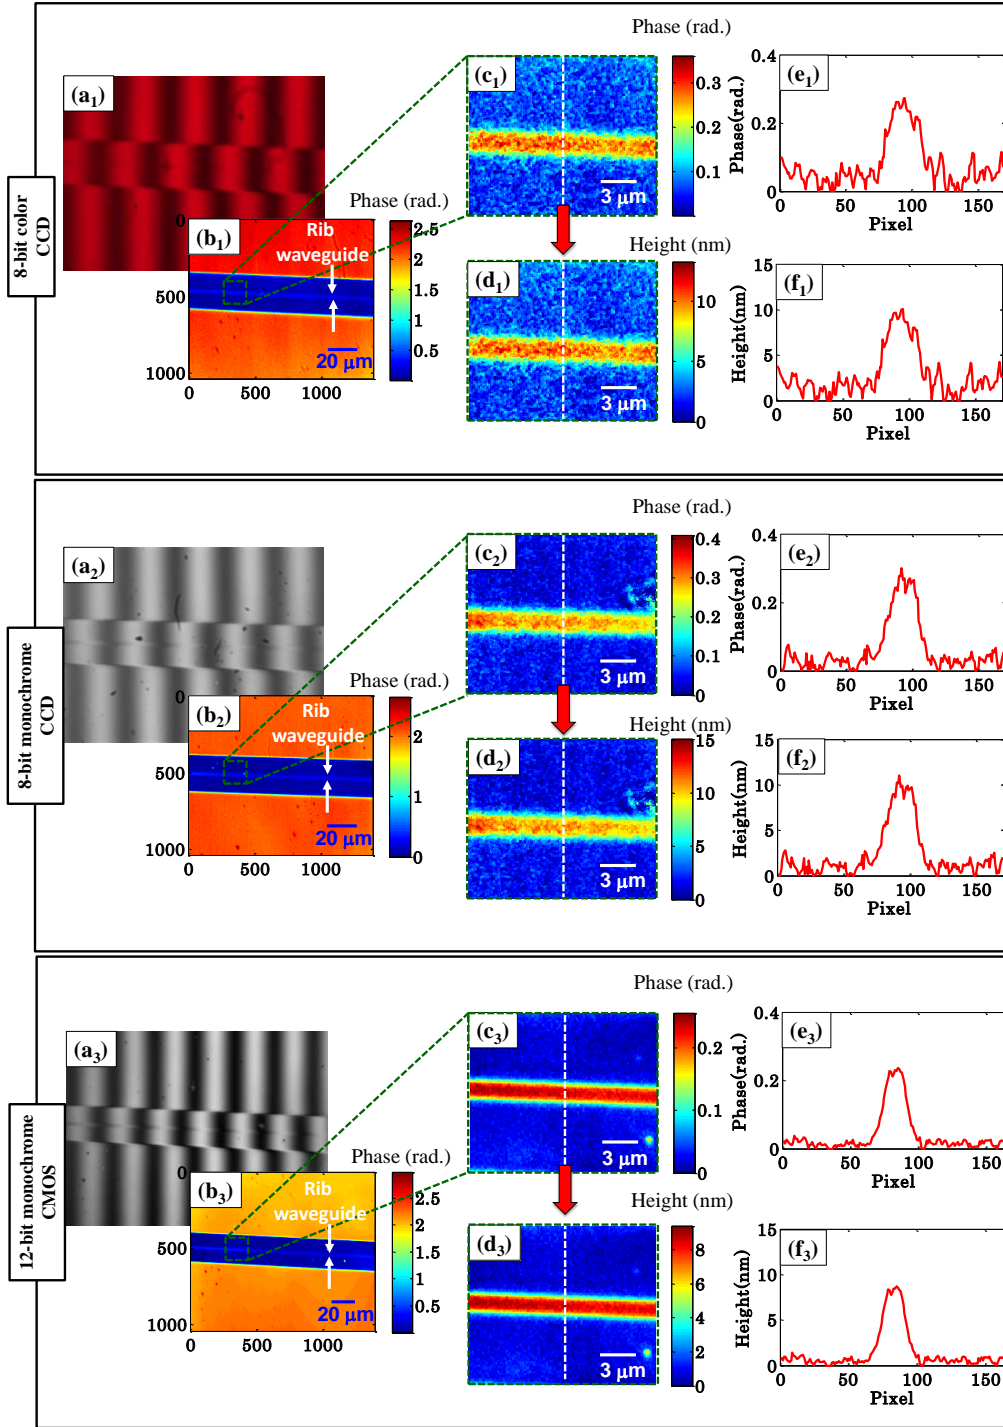 8-bit color
CCD
(a1)
(b1)
Phase (rad.)
Rib
waveguide
20 μm
0
500
1000
500
1000
2.5
2
1.5
1
0.5
Phase (rad.)
(c1)
3 μm
0.3
0.2
0.1
0
Height (nm)
(d1)
3 μm
10
5
0
(e1)
Phase(rad.)
0.4
0.2
0
0
50
100
150
Pixel
(f1)
Height(nm)
15
10
5
0
0
50
100
150
Pixel
8-bit monochrome
CCD
(a2)
(b2)
Phase (rad.)
Rib
waveguide
20 μm
0
500
1000
0
500
1000
2
1
0
Phase (rad.)
(c2)
3 μm
0.4
0.3
0.2
0.1
0
Height (nm)
(d2)
3 μm
15
10
5
0
(e2)
Phase(rad.)
0.4
0.2
0
0
50
100
150
Pixel
(f2)
Height(nm)
15
10
5
0
0
50
100
150
Pixel
12-bit monochrome
CMOS
(a3)
(b3)
Phase (rad.)
Rib
waveguide
20 μm
0
500
1000
0
500
1000
2.5
2
1.5
1
0.5
Phase (rad.)
(c3)
3 μm
0.2
0.1
0
Height (nm)
(d3)
3 μm
8
6
4
2
0
(e3)
Phase(rad.)
0.4
0.2
0
0
50
100
150
Pixel
(f3)
Height(nm)
15
10
5
0
0
50
100
150
Pixel